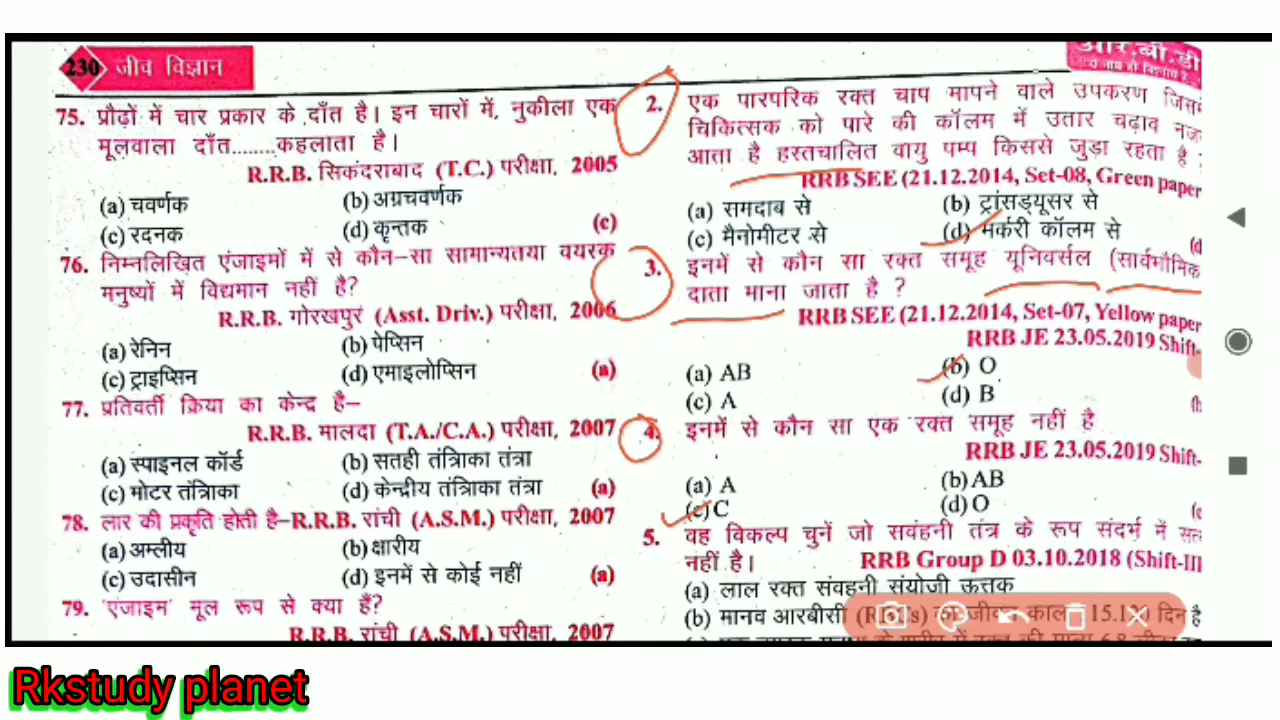 230 जीव विज्ञान
75. प्रौढ़ों में चार प्रकार के दाँत है। इन चारों में, नुकीला एक
मूलवाला दाँत........कहलाता है।
R.R.B. सिकंदराबाद (T.C.) परीक्षा, 2005
(a) चवर्णक (b) अग्रचवर्णक
(c) रदनक (d) कृन्तक (c)
76. निम्नलिखित एंजाइमों में से कौन-सा सामान्यतया वयस्क
मनुष्यों में विद्यमान नहीं है?
R.R.B. गोरखपुर (Asst. Driv.) परीक्षा, 2006
(a) रेनिन (b) पेप्सिन
(c) ट्राइप्सिन (d) एमाइलोप्सिन (a)
77. प्रतिवर्ती क्रिया का केन्द्र है-
R.R.B. मालदा (T.A./C.A.) परीक्षा, 2007
(a) स्पाइनल कॉर्ड (b) सतही तंत्रिाका तंत्रा
(c) मोटर तंत्रिाका (d) केन्द्रीय तंत्रिाका तंत्रा (a)
78. लार की प्रकृति होती है-R.R.B. रांची (A.S.M.) परीक्षा, 2007
(a) अम्लीय (b) क्षारीय
(c) उदासीन (d) इनमें से कोई नहीं (a)
79. 'एंजाइम' मूल रूप से क्या हैं?
R.R.B. रांची (A.S.M.) परीक्षा, 2007
आर.बी.डी
2. एक पारपरिक रक्त चाप मापने वाले उपकरण
चिकित्सक को पारे की कॉलम में उतार चढ़ाव
आता है हस्तचालित वायु पम्प किससे जुड़ा रहता है
RRB SEE (21.12.2014, Set-08, Green paper
(a) समदाब से (b) ट्रांसड्यूसर से
(c) मैनोमीटर से (d) मर्करी कॉलम से (d
3. इनमें से कौन सा रक्त समूह यूनिवर्सल (सार्वभौमिक
दाता माना जाता है ?
RRB SEE (21.12.2014, Set-07, Yellow paper
RRB JE 23.05.2019 Shift-
(a) AB (b) O
(c) A (d) B
4. इनमें से कौन सा एक रक्त समूह नहीं है
RRB JE 23.05.2019 Shift-
(a) A (b) AB
(c) C (d) O
5. वह विकल्प चुनें जो सवंहनी तंत्र के रूप संदर्भ में
नहीं है। RRB Group D 03.10.2018 (Shift-III
(a) लाल रक्त संवहनी संयोजी ऊत्तक
(b) मानव आरबीसी (RBCs) का जीवन काल दिन है
Rkstudy planet